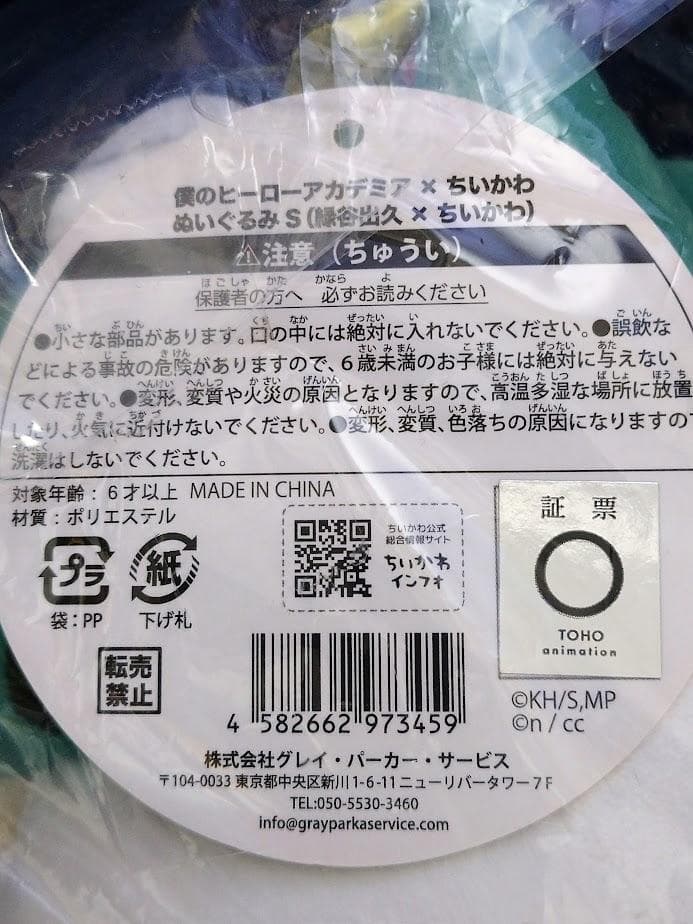 僕のヒーローアカデミア × ちいかわ
ぬいぐるみ S (緑谷出久 × ちいかわ)
⚠注意（ちゅうい）
保護者の方へ 必ずお読みください
●小さな部品があります。口の中には絶対に入れないでください。●誤飲な
どによる事故の危険がありますので、6歳未満のお子様には絶対に与えない
でください。●変形、変質や火災の原因となりますので、高温多湿な場所に放置
したり、火気に近付けないでください。●変形、変質、色落ちの原因になりますので
洗濯はしないでください。
対象年齢：6才以上 MADE IN CHINA
材質：ポリエステル
プラ
紙
袋：PP
下げ札
ちいかわ公式
総合情報サイト
ちいかわ
インフォ
証票
TOHO
animation
転売
禁止
4 582662 973459
©KH/S,MP
©n / cc
株式会社グレイ・パーカー・サービス
〒104-0033 東京都中央区新川1-6-11 ニューリバータワー7F
TEL:050-5530-3460
info@grayparkaservice.com